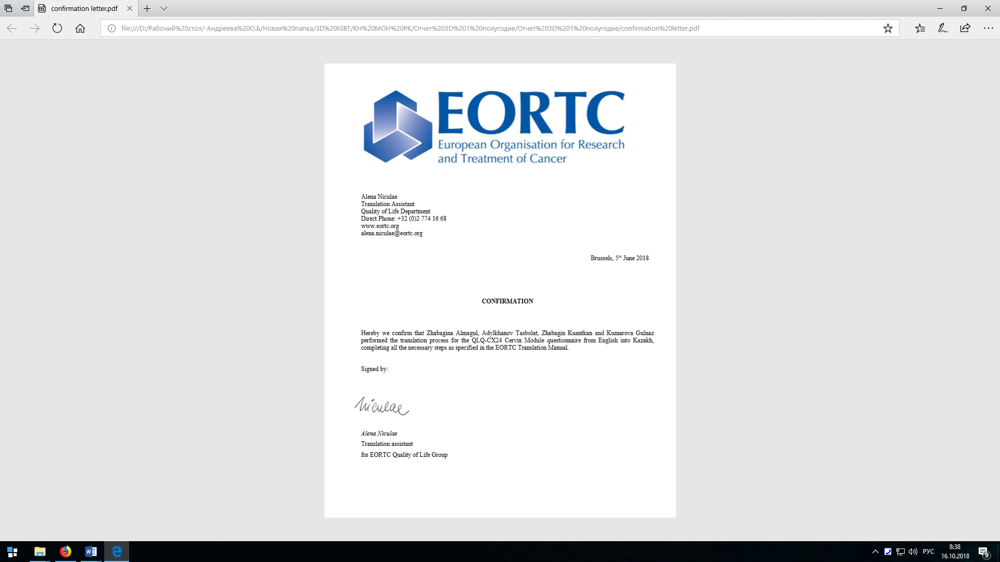 confirmation letter.pdf
file:///D:/Рабочий%20стол/-Андреева%20О.Б/Новая%20папка/3D%20IGBT/КН%20МОН%20РК/Отчет%203D%201%20полугодие/Отчет%203D%201%20полугодие/confirmation%20letter.pdf
EORTC
European Organisation for Research
and Treatment of Cancer
Alena Niculae
Translation Assistant
Quality of Life Department
Direct Phone: +32 (0)2 774 16 68
www.eortc.org
alena.niculae@eortc.org
Brussels, 5th June 2018
CONFIRMATION
Hereby we confirm that Zhabagina Almagul, Adylkhanov Tasbolat, Zhabagin Kuantkan and Kumarova Gulnaz
performed the translation process for the QLQ-CX24 Cervix Module questionnaire from English into Kazakh,
completing all the necessary steps as specified in the EORTC Translation Manual.
Signed by:
Niculae
Alena Niculae
Translation assistant
for EORTC Quality of Life Group
РУС
8:38
16.10.2018
9